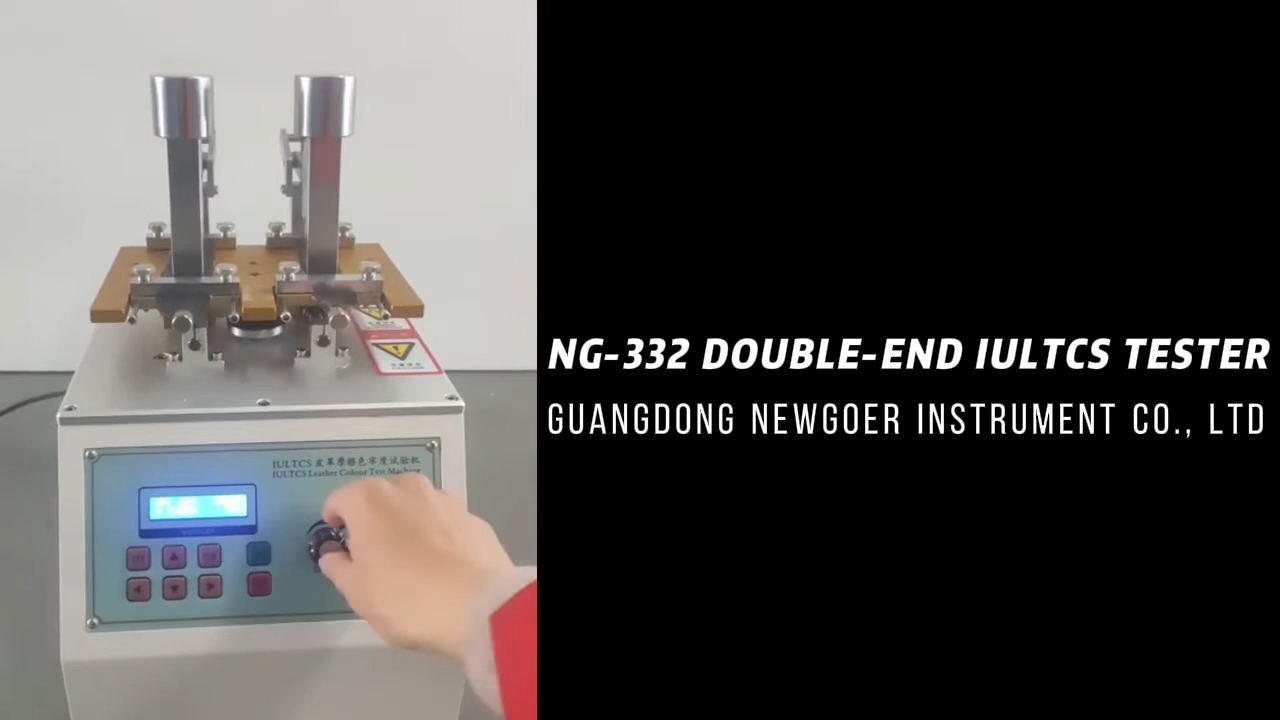 IULTCS 皮革摩擦色牢度试验机
IULTCS Leather Colour Test Machine
NG-332 DOUBLE-END IULTCS TESTER
GUANGDONG NEWGOER INSTRUMENT CO., LTD